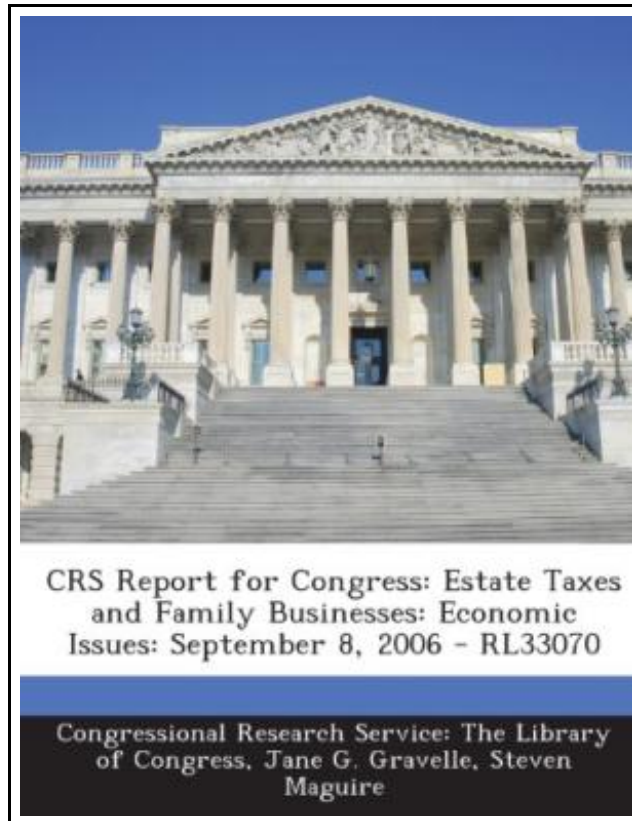 CRS Report for Congress: Estate Taxes
and Family Businesses: Economic
Issues: September 8, 2006 - RL33070
Congressional Research Service: The Library
of Congress, Jane G. Gravelle, Steven
Maguire